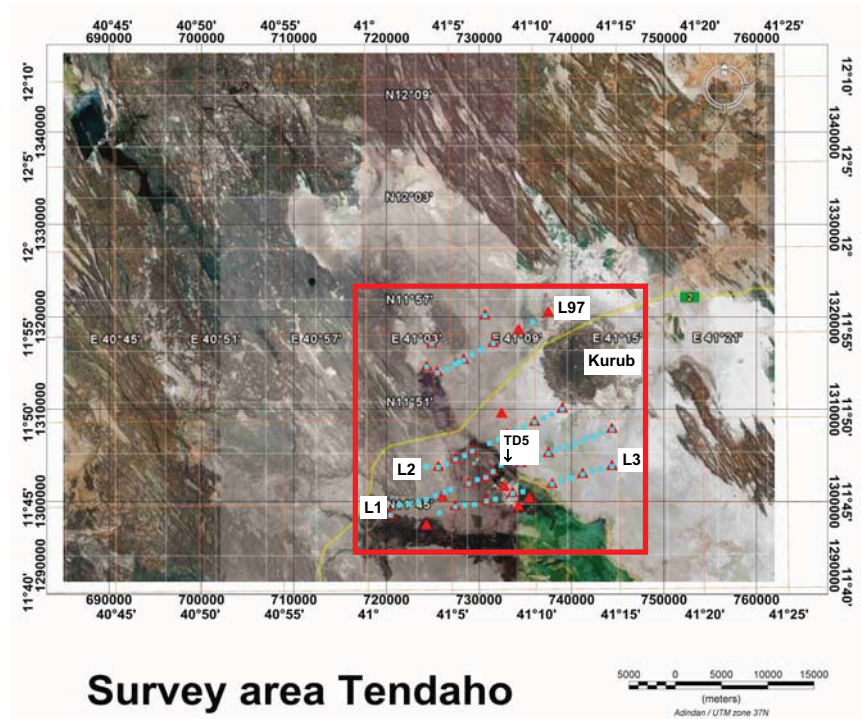 40°45' 40°50' 40°55' 41° 41°5' 41°10' 41°15' 41°20' 41°25'
690000 700000 710000 720000 730000 740000 750000 760000
12°10' 12°10'
N12°09'
1340000 1340000
12°5' 12°5'
N12°03'
1330000 1330000
12° 12°
N11°57' L97 2
1320000 1320000
11°55' E 40°45' E 40°51' E 40°57' E 41°03' E 41°09' E 41°15' E 41°21' 11°55'
Kurub
N11°51'
1310000 1310000
11°50' 11°50'
TD5
↓
L2 L3
L1 45'
1300000 1300000
11°45' 11°45'
1290000 1290000
11°40' 11°40'
690000 700000 710000 720000 730000 740000 750000 760000
40°45' 40°50' 40°55' 41° 41°5' 41°10' 41°15' 41°20' 41°25'
Survey area Tendaho
5000 0 5000 10000 15000
(meters)
Adindan / UTM zone 37N